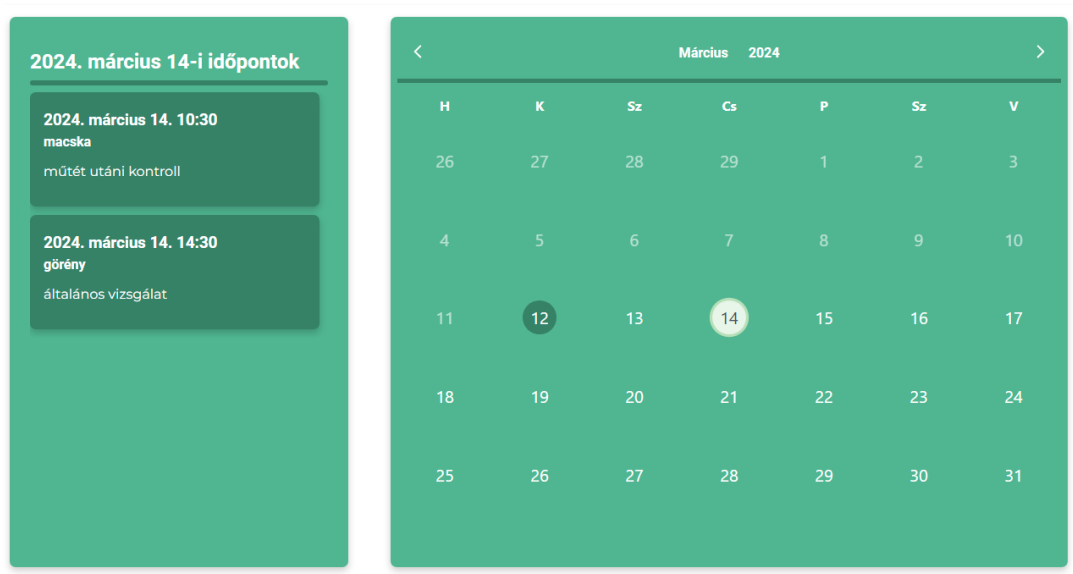 2024. március 14-i időpontok
2024. március 14. 10:30
macska
műtét utáni kontroll
2024. március 14. 14:30
görény
általános vizsgálat
Március 2024
H K Sz Cs P Sz V
26 27 28 29 1 2 3
4 5 6 7 8 9 10
11 12 13 14 15 16 17
18 19 20 21 22 23 24
25 26 27 28 29 30 31